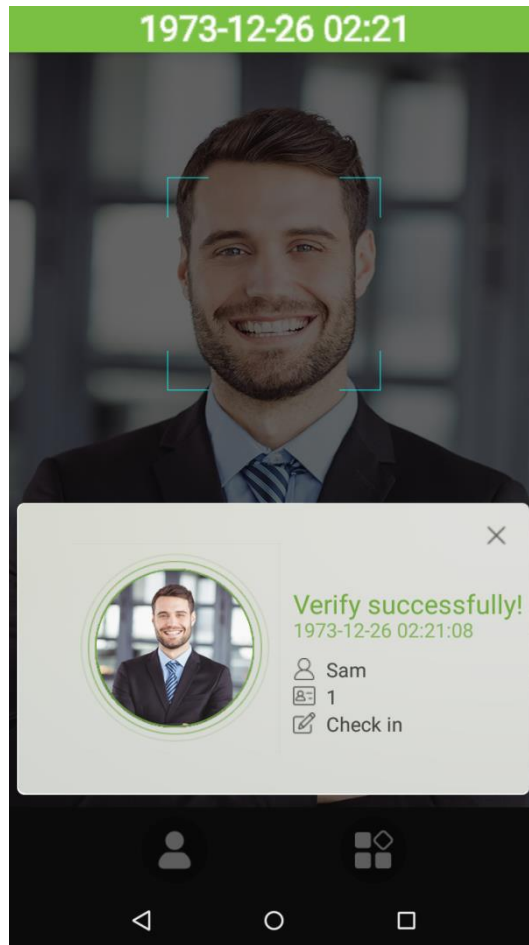 1973-12-26 02:21
Verify successfully!
1973-12-26 02:21:08
Sam
1
Check in